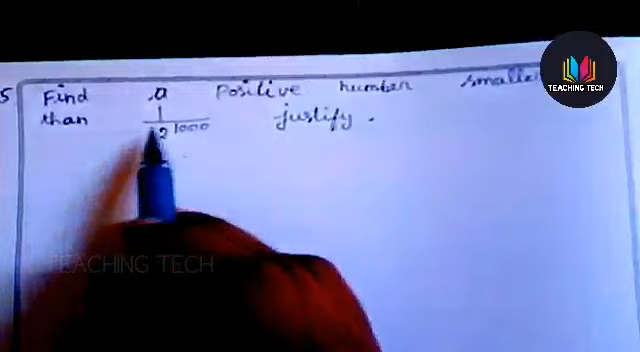 5 Find a Positive number smaller
than 1/2^1000 justify.
TEACHING TECH
TEACHING TECH